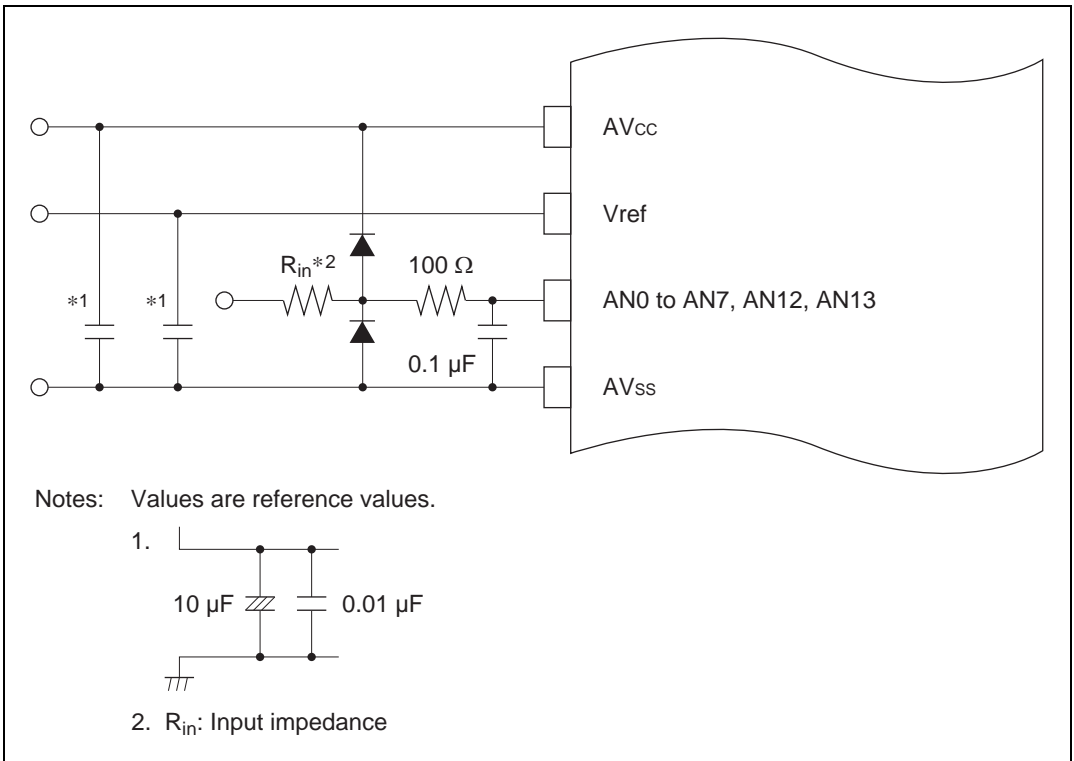 AVCC
Vref
Rin*2
100 Ω
*1
*1
AN0 to AN7, AN12, AN13
0.1 µF
AVSS
Notes: Values are reference values.
1.
10 µF
0.01 µF
2. Rin: Input impedance